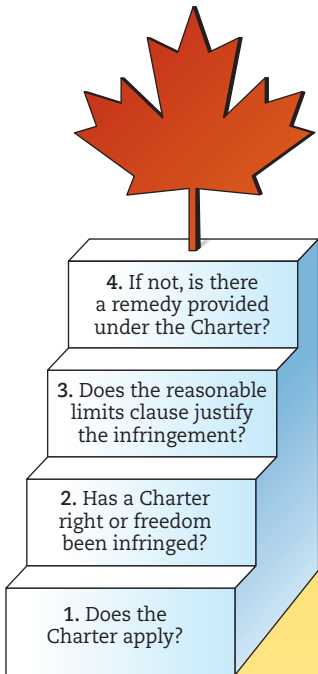 4. If not, is there
a remedy provided
under the Charter?
3. Does the reasonable
limits clause justify
the infringement?
2. Has a Charter
right or freedom
been infringed?
1. Does the
Charter apply?